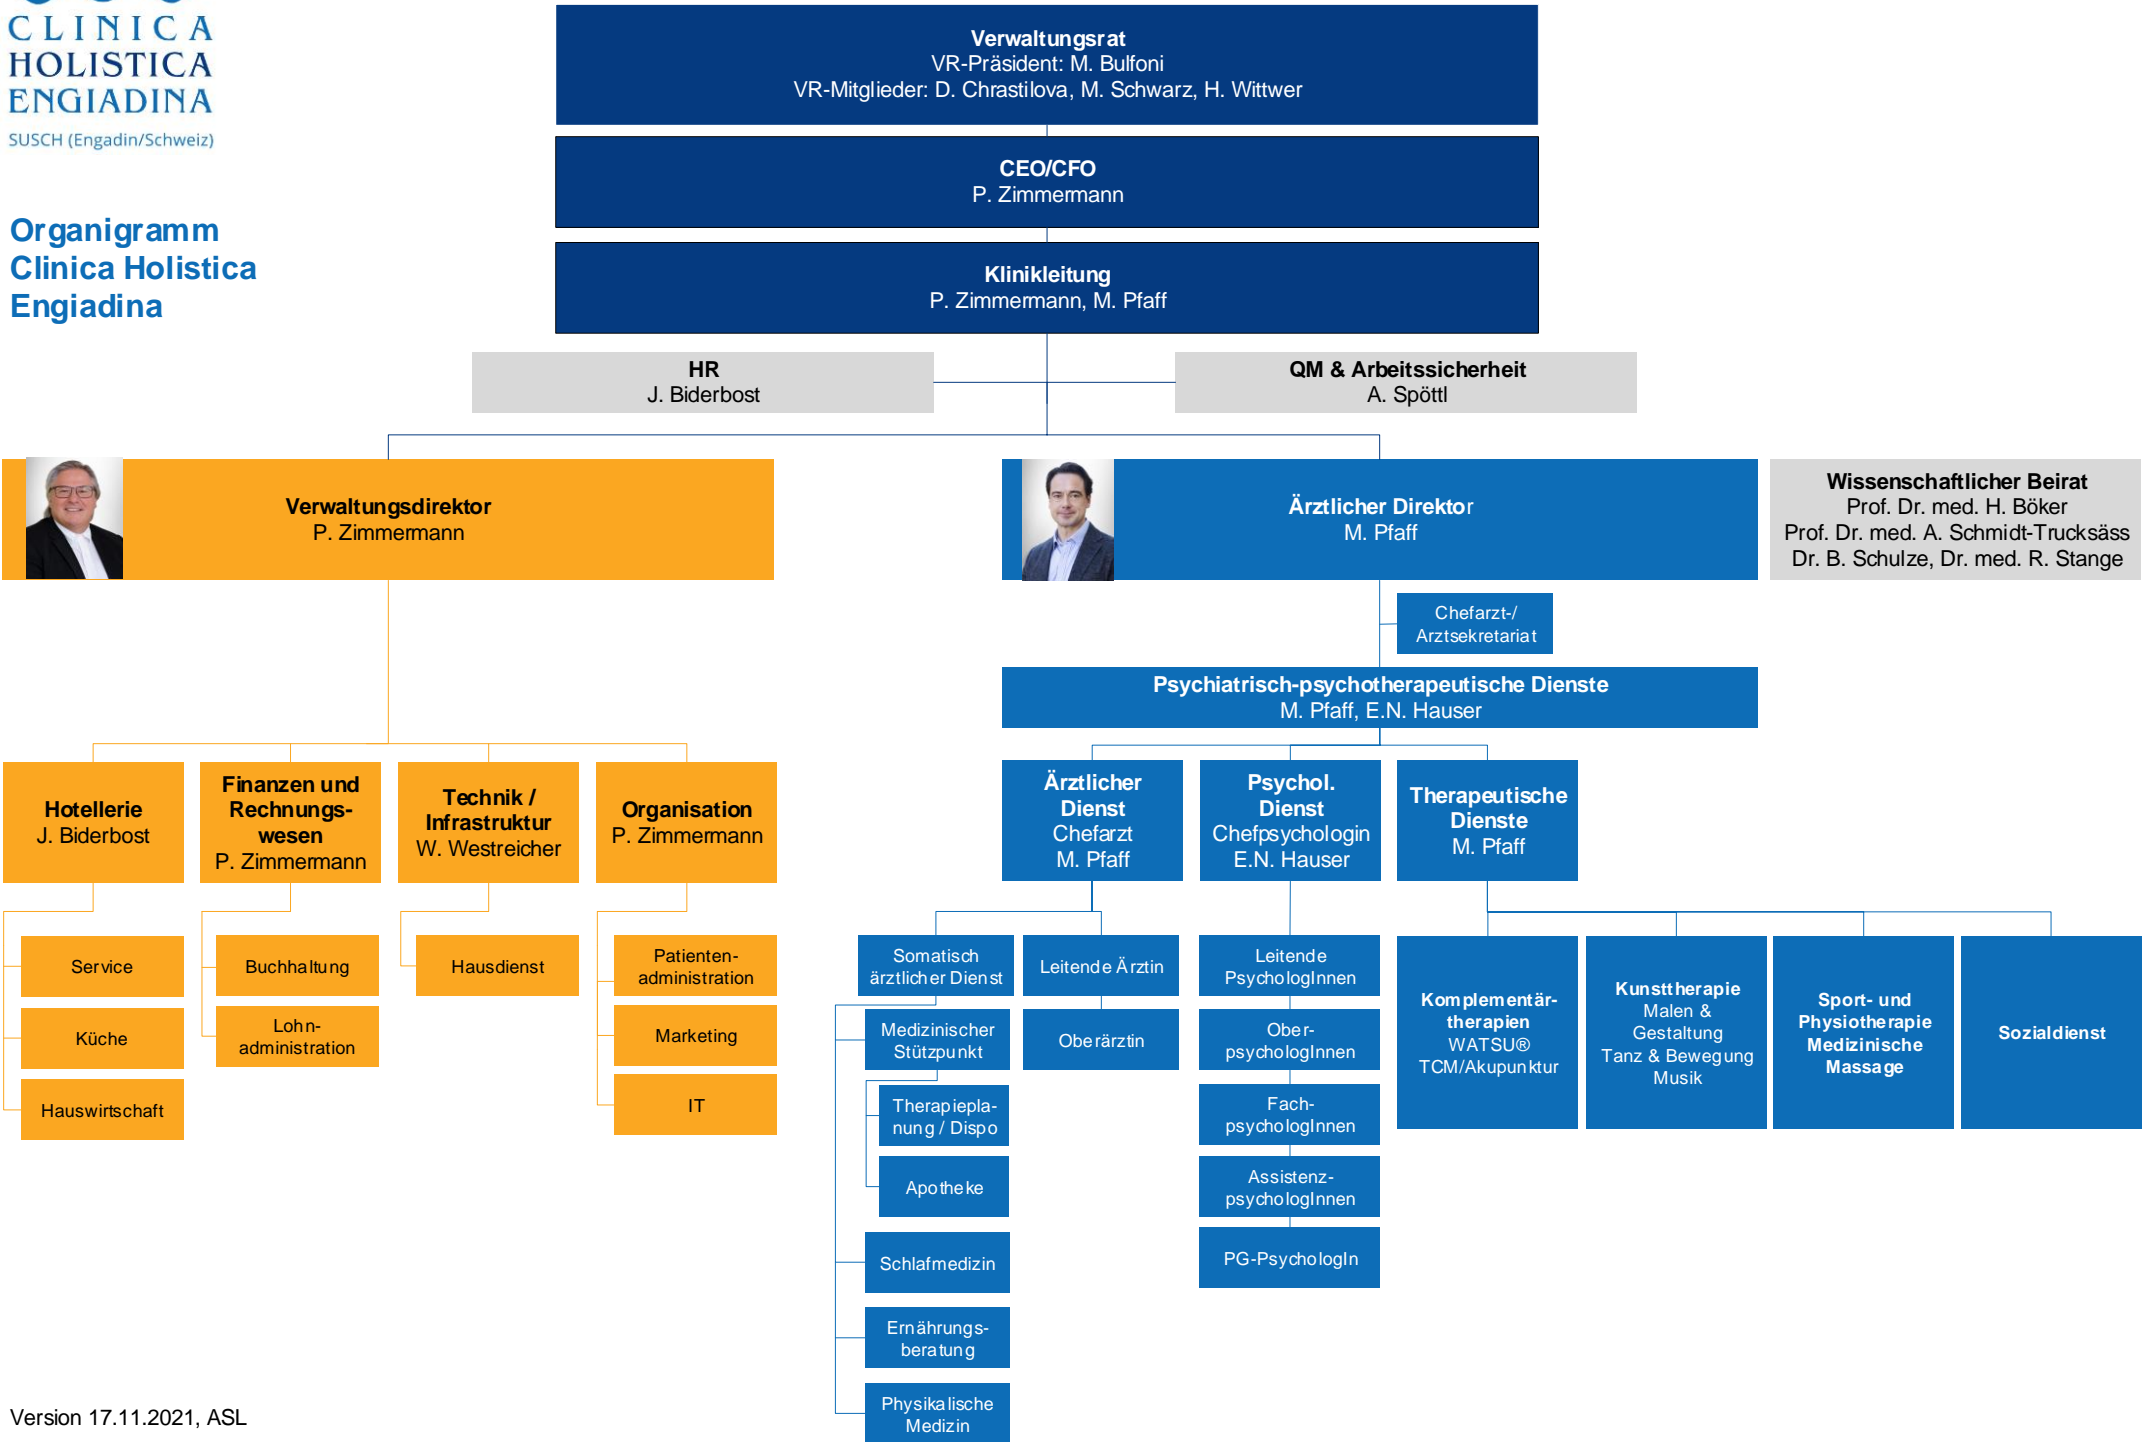 CLINICA
HOLISTICA
ENGIADINA
SUSCH (Engadin/Schweiz)
Organigramm
Clinica Holistica
Engiadina
Verwaltungsrat
VR-Präsident: M. Bulfoni
VR-Mitglieder: D. Chrastilova, M. Schwarz, H. Wittwer
CEO/CFO
P. Zimmermann
Klinikleitung
P. Zimmermann, M. Pfaff
HR
J. Biderbost
QM & Arbeitssicherheit
A. Spöttl
Verwaltungsdirektor
P. Zimmermann
Ärztlicher Direktor
M. Pfaff
Wissenschaftlicher Beirat
Prof. Dr. med. H. Böker
Prof. Dr. med. A. Schmidt-Trucksäss
Dr. B. Schulze, Dr. med. R. Stange
Chefarzt-/
Arztsekretariat
Psychiatrisch-psychotherapeutische Dienste
M. Pfaff, E.N. Hauser
Hotellerie
J. Biderbost
Finanzen und
Rechnungs-
wesen
P. Zimmermann
Technik /
Infrastruktur
W. Westreicher
Organisation
P. Zimmermann
Ärztlicher
Dienst
Chefarzt
M. Pfaff
Psychol.
Dienst
Chefpsychologin
E.N. Hauser
Therapeutische
Dienste
M. Pfaff
Service
Küche
Hauswirtschaft
Buchhaltung
Lohn-
administration
Hausdienst
Patienten-
administration
Marketing
IT
Somatisch
ärztlicher Dienst
Medizinischer
Stützpunkt
Therapiepla-
nung / Dispo
Apotheke
Schlafmedizin
Ernährungs-
beratung
Physikalische
Medizin
Leitende Ärztin
Oberärztin
Leitende
PsychologInnen
Ober-
psychologInnen
Fach-
psychologInnen
Assistenz-
psychologInnen
PG-PsychologIn
Komplementär-
therapien
WATSU®
TCM/Akupunktur
Kunsttherapie
Malen &
Gestaltung
Tanz & Bewegung
Musik
Sport- und
Physiotherapie
Medizinische
Massage
Sozialdienst
Version 17.11.2021, ASL